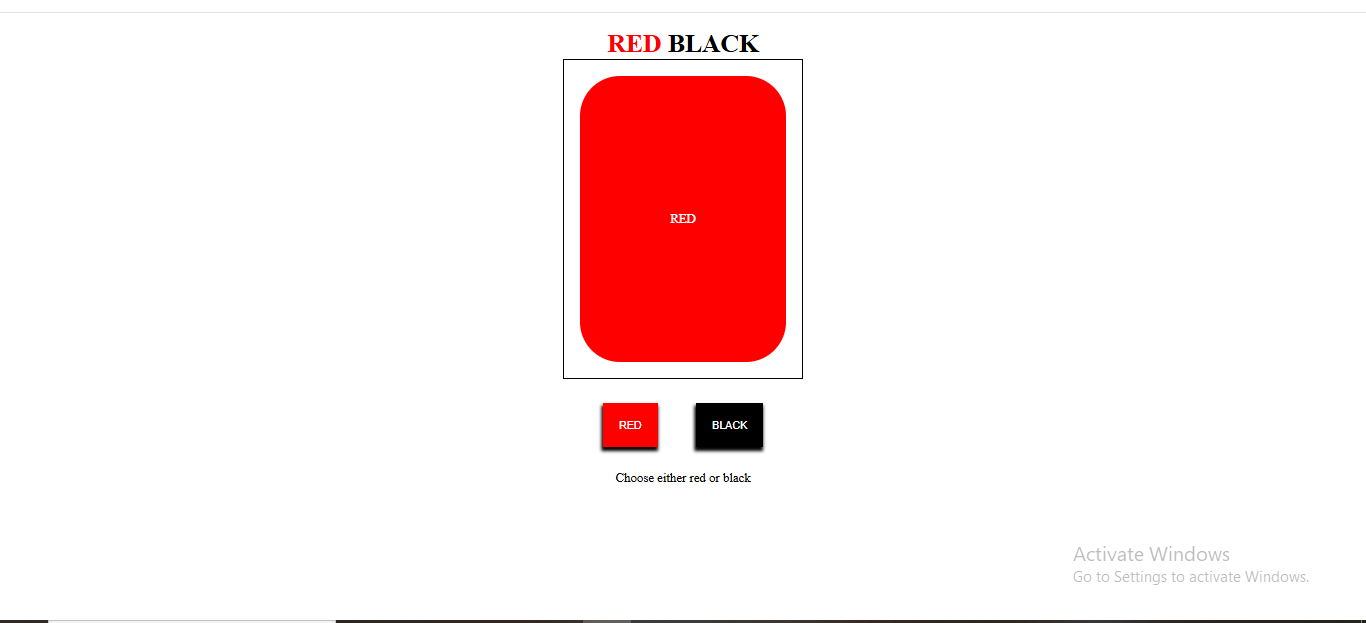 RED BLACK
RED
RED
BLACK
Choose either red or black
Activate Windows
Go to Settings to activate Windows.